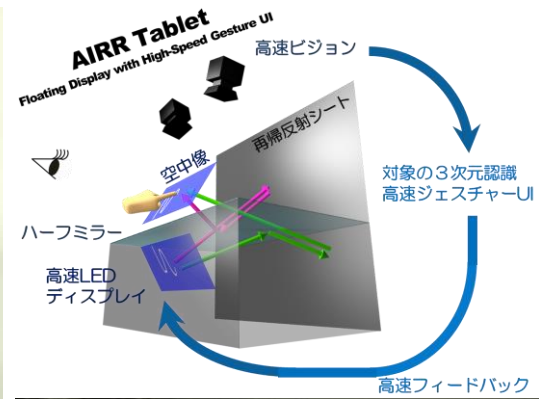 AIRR Tablet
Floating Display with High-Speed Gesture UI
高速ビジョン
再帰反射シート
空中像
対象の3次元認識
高速ジェスチャーUI
ハーフミラー
高速LED
ディスプレイ
高速フィードバック